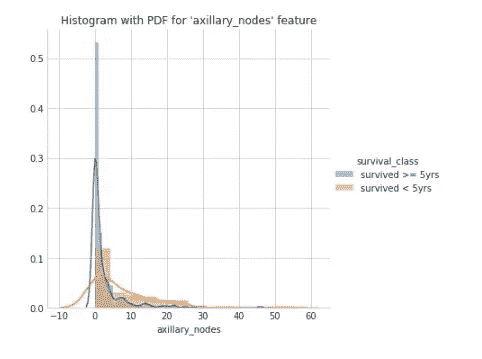 Histogram with PDF for 'axillary_nodes' feature
0.5
0.4
0.3
0.2
0.1
0.0
−10 0 10 20 30 40 50 60
axillary_nodes
survival_class
survived >= 5yrs
survived < 5yrs